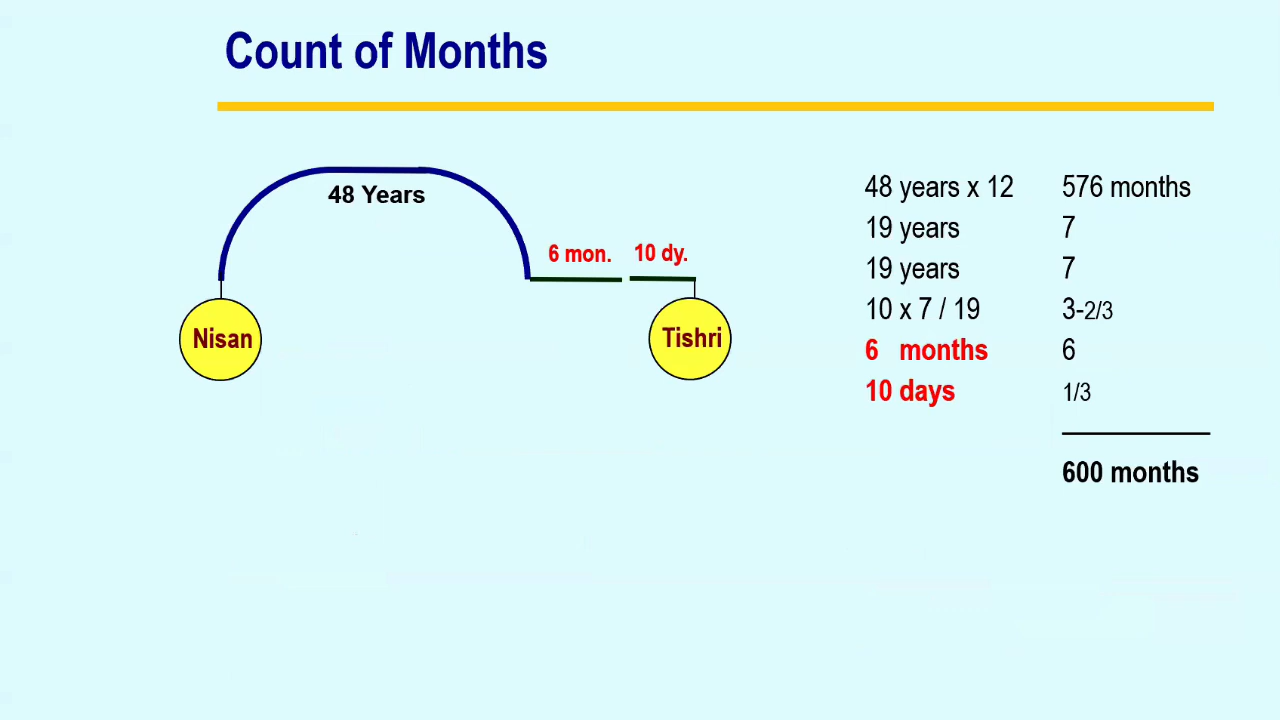 Count of Months
48 Years
6 mon. 10 dy.
Nisan
Tishri
48 years x 12 576 months
19 years 7
19 years 7
10 x 7 / 19 3-2/3
6 months 6
10 days 1/3
600 months